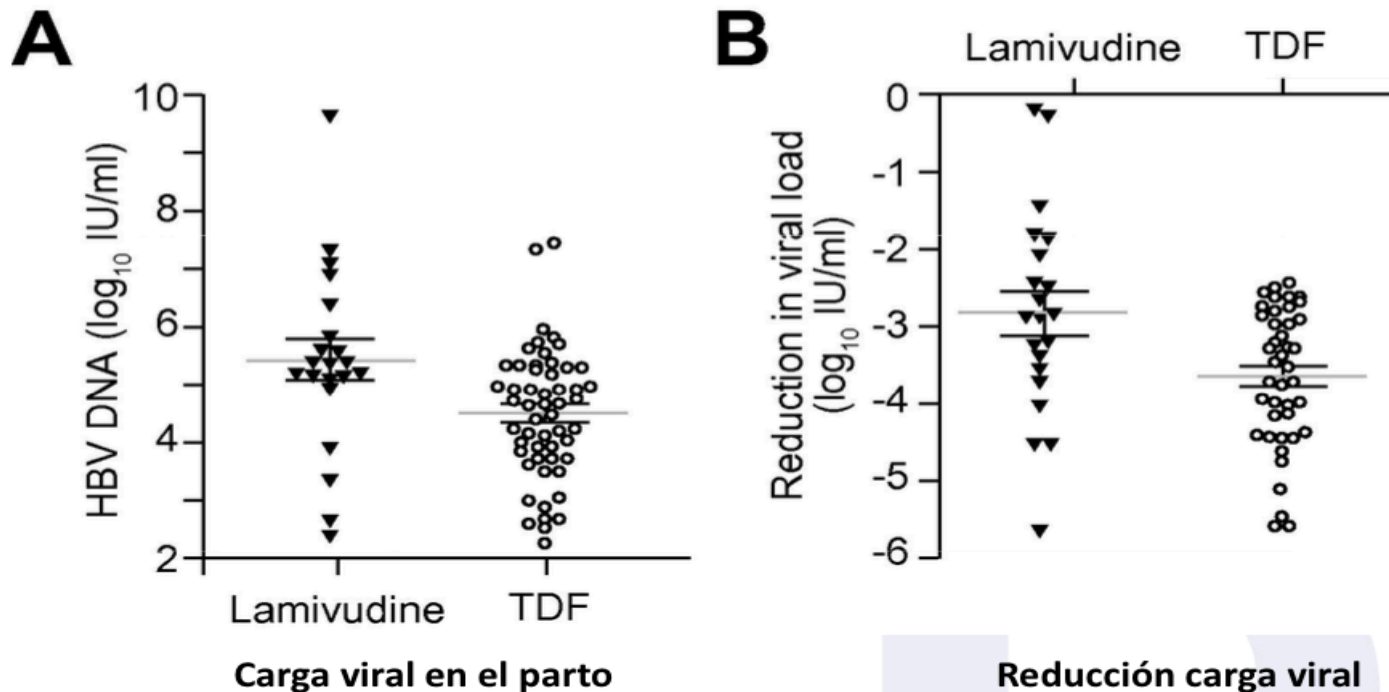 A
HBV DNA (log10 IU/ml)
10
8
6
4
2
Lamivudine TDF
Carga viral en el parto
B
Lamivudine TDF
Reduction in viral load
(log10 IU/ml)
0
-1
-2
-3
-4
-5
-6
Reducción carga viral